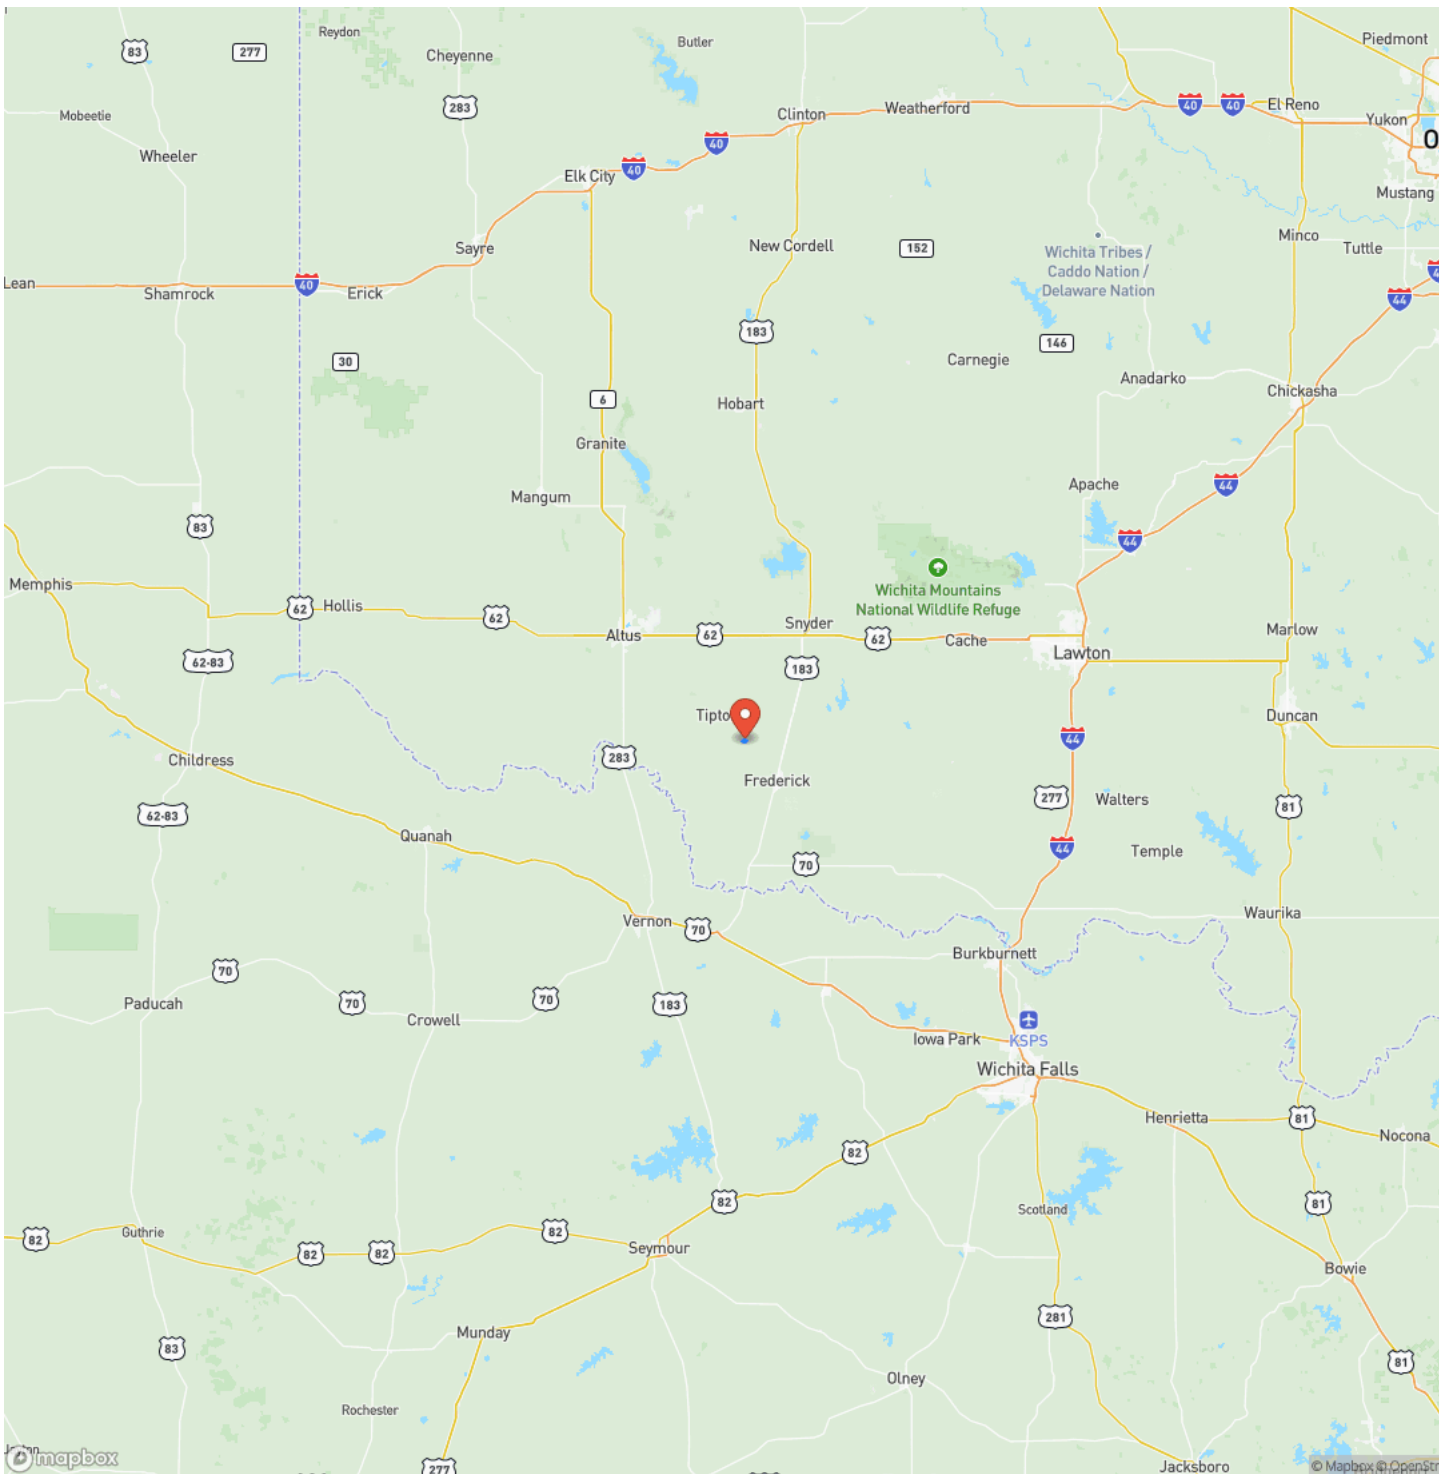 Reydon
Butler
Piedmont
83
277
Cheyenne
283
40
40
El Reno
Mobeetie
Clinton
Weatherford
Yukon
O
Wheeler
40
40
Elk City
Mustang
Sayre
New Cordell
152
Wichita Tribes /
Caddo Nation /
Delaware Nation
Minco
Tuttle
Lean
Shamrock
40
Erick
44
183
146
30
Carnegie
Anadarko
Chickasha
6
Hobart
Granite
Mangum
Apache
44
83
44
Memphis
62
Hollis
Wichita Mountains
National Wildlife Refuge
62
Altus
62
Snyder
62
Cache
Marlow
Lawton
62-83
183
Tipto
Duncan
44
Childress
283
Frederick
277
Walters
81
62-83
Quanah
44
Temple
70
Waurika
Vernon
70
Burkburnett
70
70
70
183
Paducah
Crowell
Iowa Park
KSPS
Wichita Falls
Henrietta
81
Nocona
82
82
Scotland
81
Guthrie
82
82
82
82
Seymour
Bowie
281
Munday
83
81
Olney
Rochester
mapbox
277
Jacksboro
© Mapbox © OpenStr